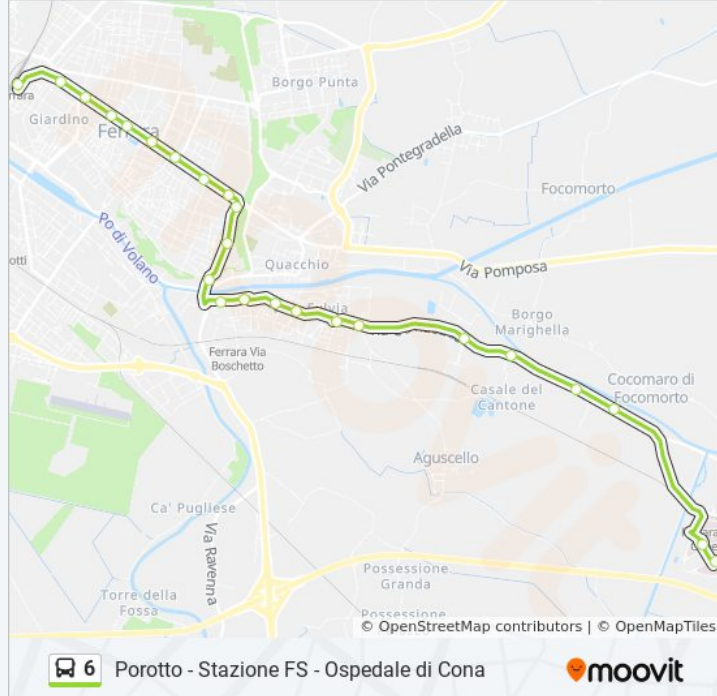 Borgo Punta
Giardino
Ferrara
Via Pontegradella
Focomorto
Po di Volano
Quacchio
Via Pomposa
Borgo
Marighella
Ferrara Via
Boschetto
Cocomaro di
Focomorto
Casale del
Cantone
Aguscello
Ca' Pugliese
Via Ravenna
Possessione
Granda
Torre della
Fossa
Possessione
© OpenStreetMap contributors | © OpenMapTiles
6 Porotto - Stazione FS - Ospedale di Cona
moovit